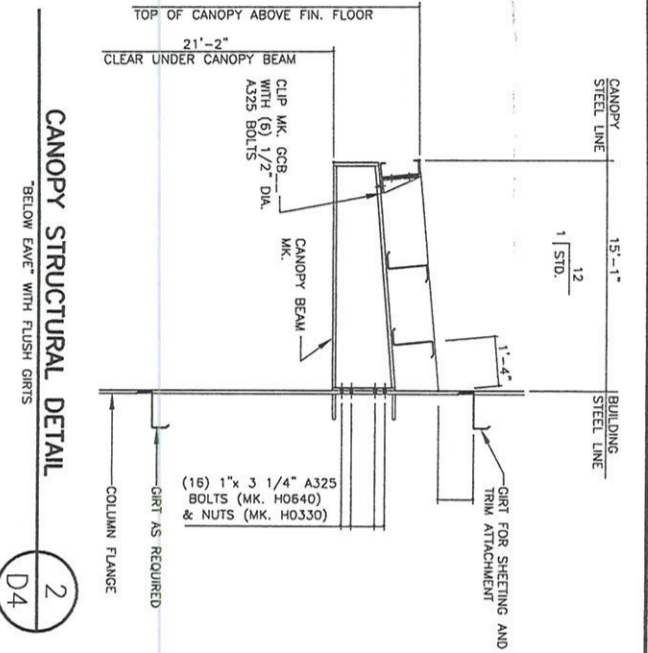 TOP OF CANOPY ABOVE FIN. FLOOR
21'-2"
CLEAR UNDER CANOPY BEAM
CANOPY
STEEL LINE
15'-1"
BUILDING
STEEL LINE
12
1 STD.
1'-4"
CLIP MK. GCB
WITH (6) 1/2" DIA.
A325 BOLTS
CANOPY BEAM
MK.
GIRT FOR SHEETING AND
TRIM ATTACHMENT
(16) 1"x 3 1/4" A325
BOLTS (MK. H0640)
& NUTS (MK. H0330)
GIRT AS REQUIRED
COLUMN FLANGE
CANOPY STRUCTURAL DETAIL
"BELOW EAVE" WITH FLUSH GIRTS
2
D4